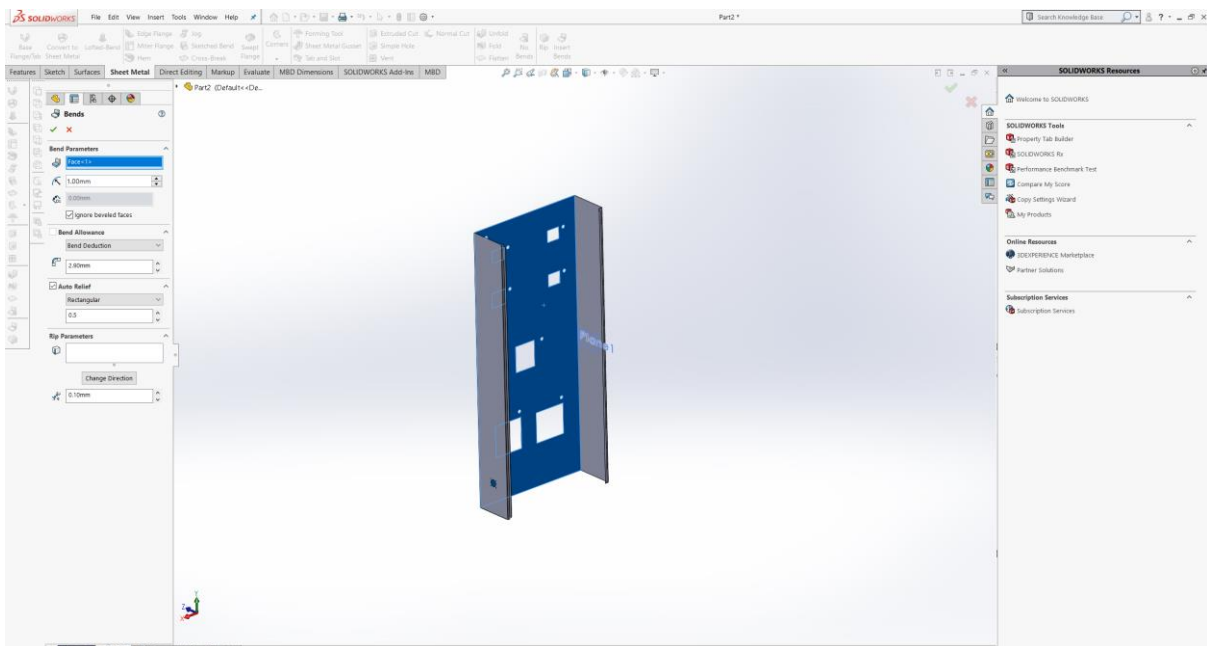 SOLIDWORKS File Edit View Insert Tools Window Help
Part2 *
Search Knowledge Base
Base Flange/Tab
Convert to Sheet Metal
Lofted-Bend
Edge Flange
Miter Flange
Hem
Jog
Sketched Bend
Cross-Break
Swept Flange
Corners
Forming Tool
Sheet Metal Gusset
Tab and Slot
Extruded Cut
Simple Hole
Vent
Normal Cut
Unfold
Fold
Flatten
No Bends
Rip
Insert Bends
Features Sketch Surfaces Sheet Metal Direct Editing Markup Evaluate MBD Dimensions SOLIDWORKS Add-Ins MBD
Part2 (Default<<De...
Bends
Bend Parameters
Face<1>
1.00mm
3.00mm
Ignore beveled faces
Bend Allowance
Bend Deduction
2.90mm
Auto Relief
Rectangular
0.5
Rip Parameters
Change Direction
0.10mm
Plane1
Y
Z
X
SOLIDWORKS Resources
Welcome to SOLIDWORKS
SOLIDWORKS Tools
Property Tab Builder
SOLIDWORKS Rx
Performance Benchmark Test
Compare My Score
Copy Settings Wizard
My Products
Online Resources
3DEXPERIENCE Marketplace
Partner Solutions
Subscription Services
Subscription Services